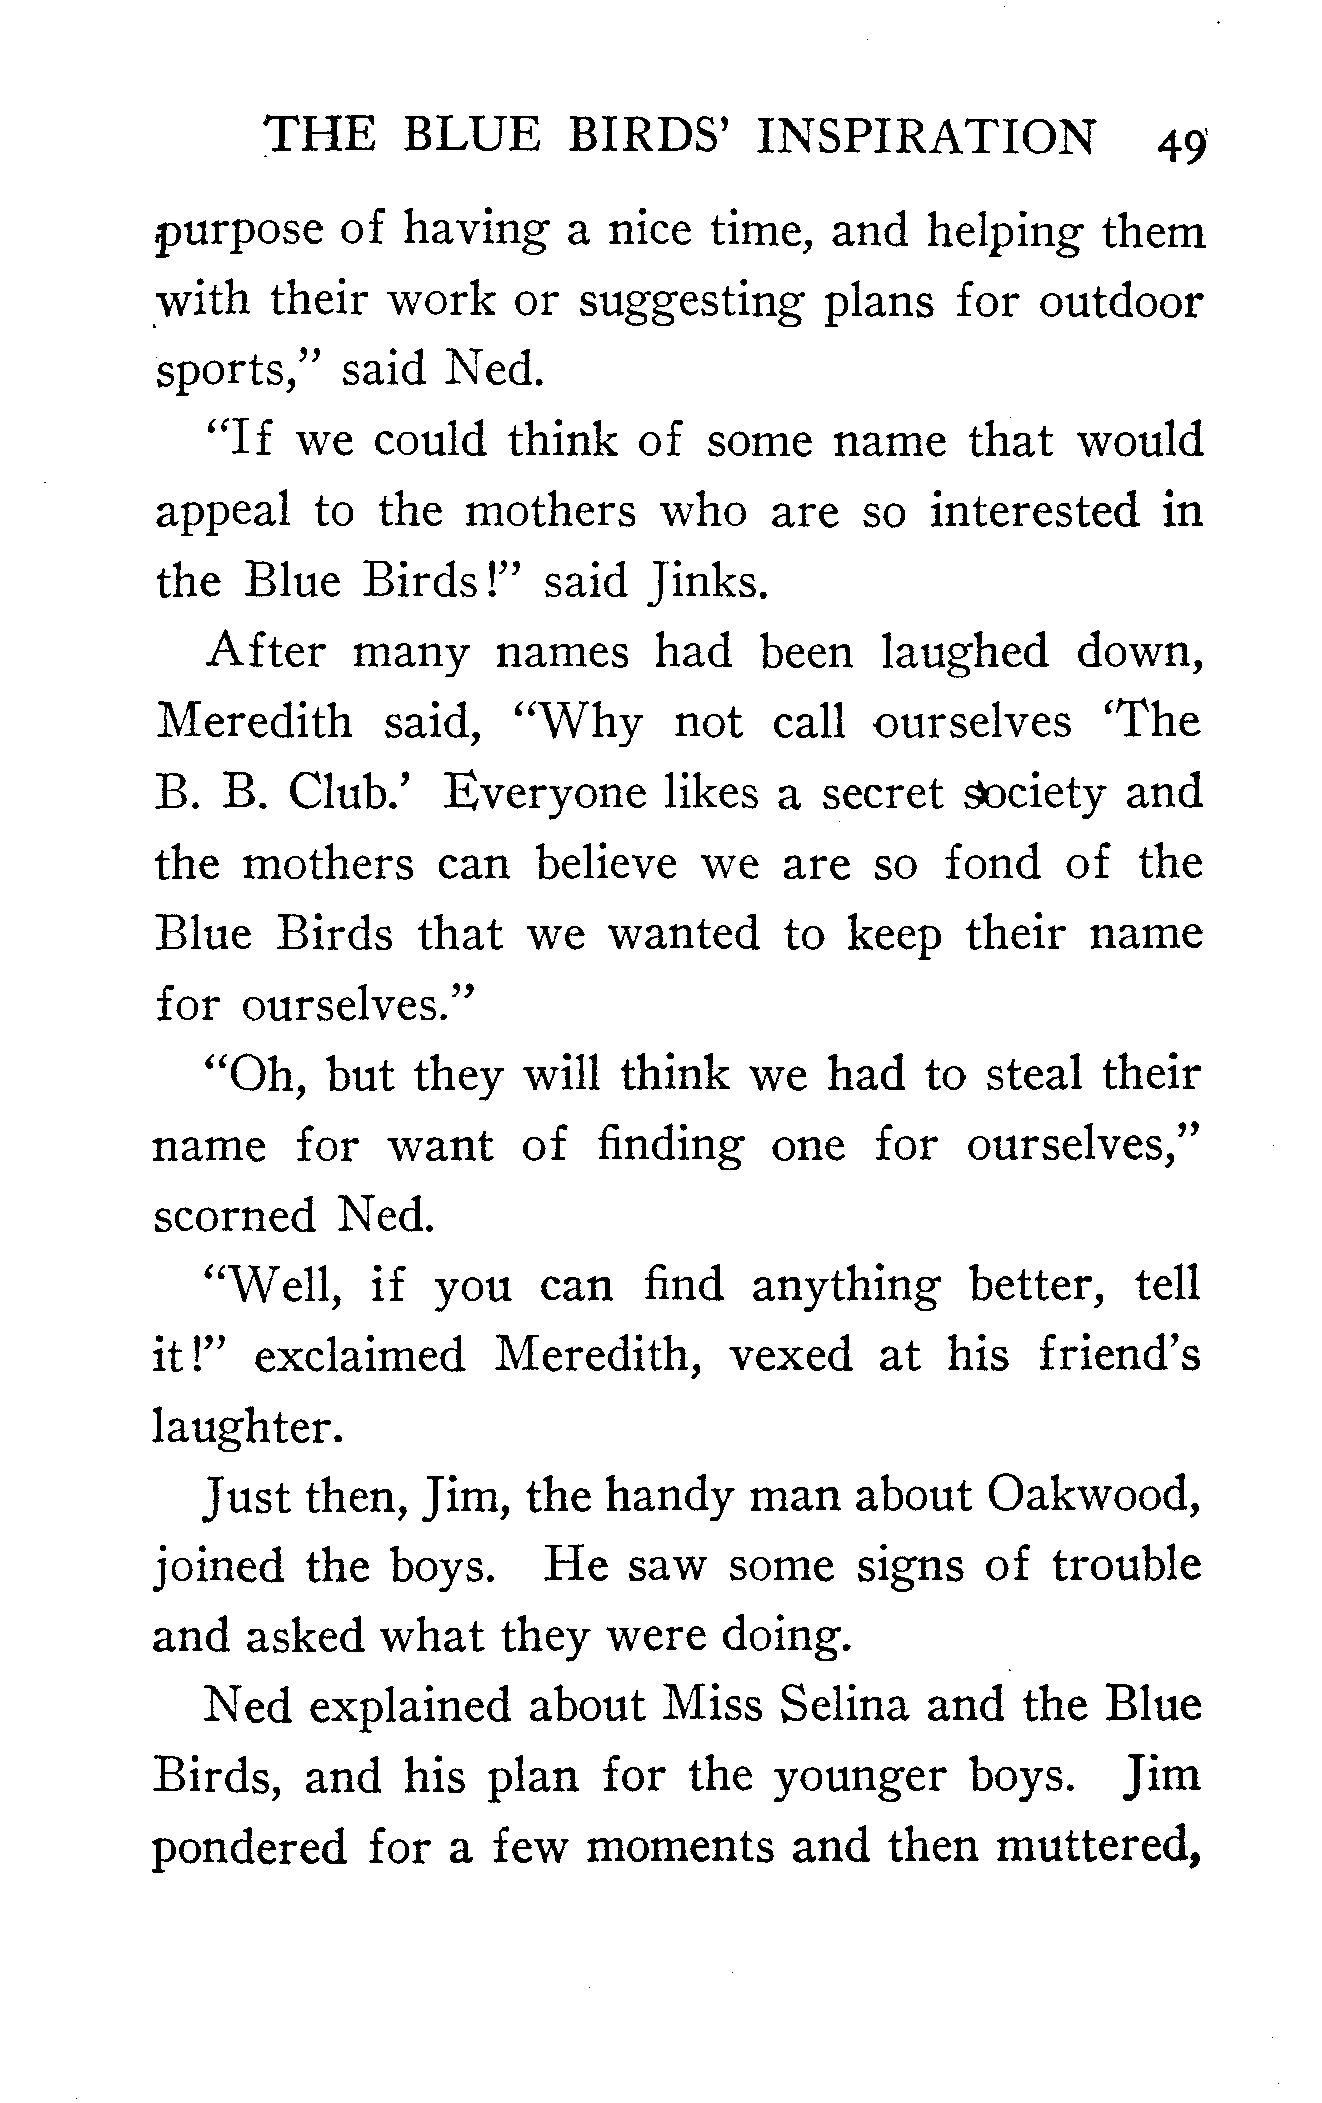 THE BLUE BIRDS' INSPIRATION 49
purpose of having a nice time, and helping them
with their work or suggesting plans for outdoor
sports," said Ned.
"If we could think of some name that would
appeal to the mothers who are so interested in
the Blue Birds!" said Jinks.
After many names had been laughed down,
Meredith said, "Why not call ourselves 'The
B. B. Club.' Everyone likes a secret society and
the mothers can believe we are so fond of the
Blue Birds that we wanted to keep their name
for ourselves."
"Oh, but they will think we had to steal their
name for want of finding one for ourselves,"
scorned Ned.
"Well, if you can find anything better, tell
it!" exclaimed Meredith, vexed at his friend's
laughter.
Just then, Jim, the handy man about Oakwood,
joined the boys. He saw some signs of trouble
and asked what they were doing.
Ned explained about Miss Selina and the Blue
Birds, and his plan for the younger boys. Jim
pondered for a few moments and then muttered,